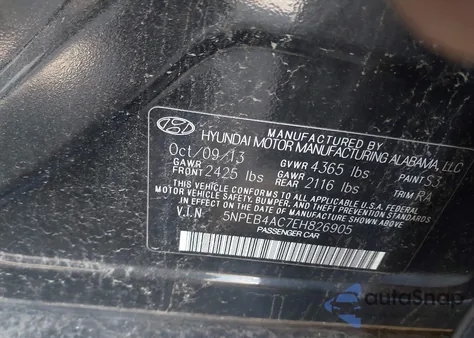 MANUFACTURED BY
HYUNDAI MOTOR MANUFACTURING ALABAMA, LLC
Oct/09/13 GVWR 4365 lbs PAINT S3
GAWR FRONT 2425 lbs GAWR REAR 2116 lbs TRIM RA
THIS VEHICLE CONFORMS TO ALL APPLICABLE U.S.A. FEDERAL
MOTOR VEHICLE SAFETY, BUMPER, AND THEFT PREVENTION
STANDARDS IN EFFECT ON THE DATE OF MANUFACTURE SHOWN ABOVE.
V.I.N. : 5NPEB4AC7EH826905
PASSENGER CAR
autoSnap